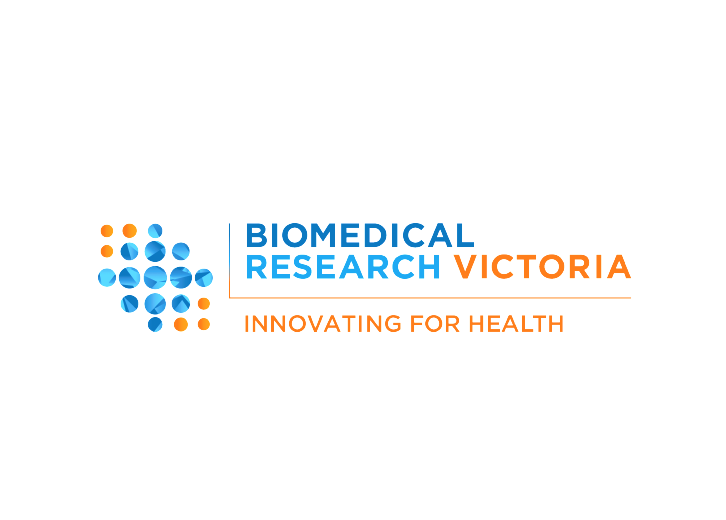 BIOMEDICAL
RESEARCH VICTORIA
INNOVATING FOR HEALTH